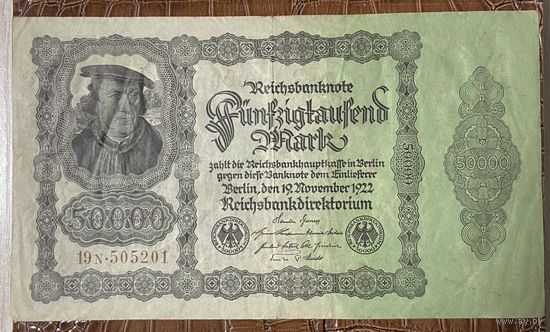 Reichsbanknote
Fünfzigtausend
Mark
zahlt die Reichsbankhauptkasse in Berlin
gegen diese Banknote dem Einlieferer
Berlin, den 19. November 1922
Reichsbankdirektorium
50000
19N·505201
50000
50000